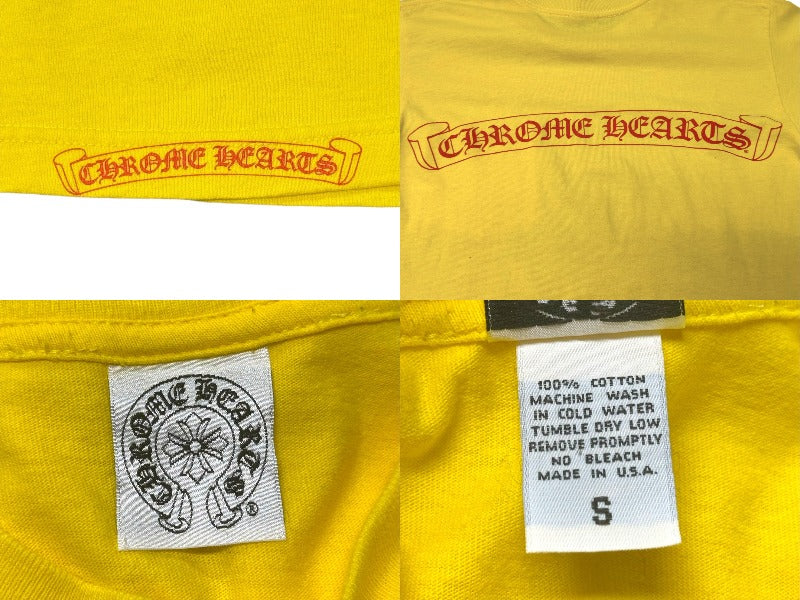 CHROME HEARTS
CHROME HEARTS
CHROME HEARTS
®
100% COTTON
MACHINE WASH
IN COLD WATER
TUMBLE DRY LOW
REMOVE PROMPTLY
NO BLEACH
MADE IN U.S.A.
S